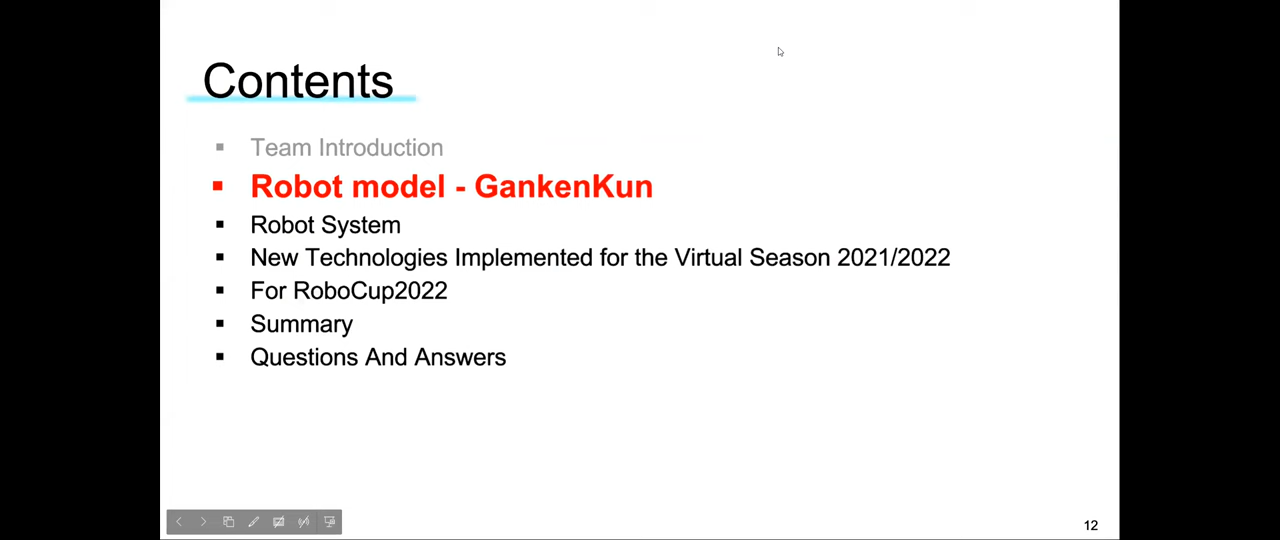 Contents
▪ Team Introduction
▪ Robot model - GankenKun
▪ Robot System
▪ New Technologies Implemented for the Virtual Season 2021/2022
▪ For RoboCup2022
▪ Summary
▪ Questions And Answers
12